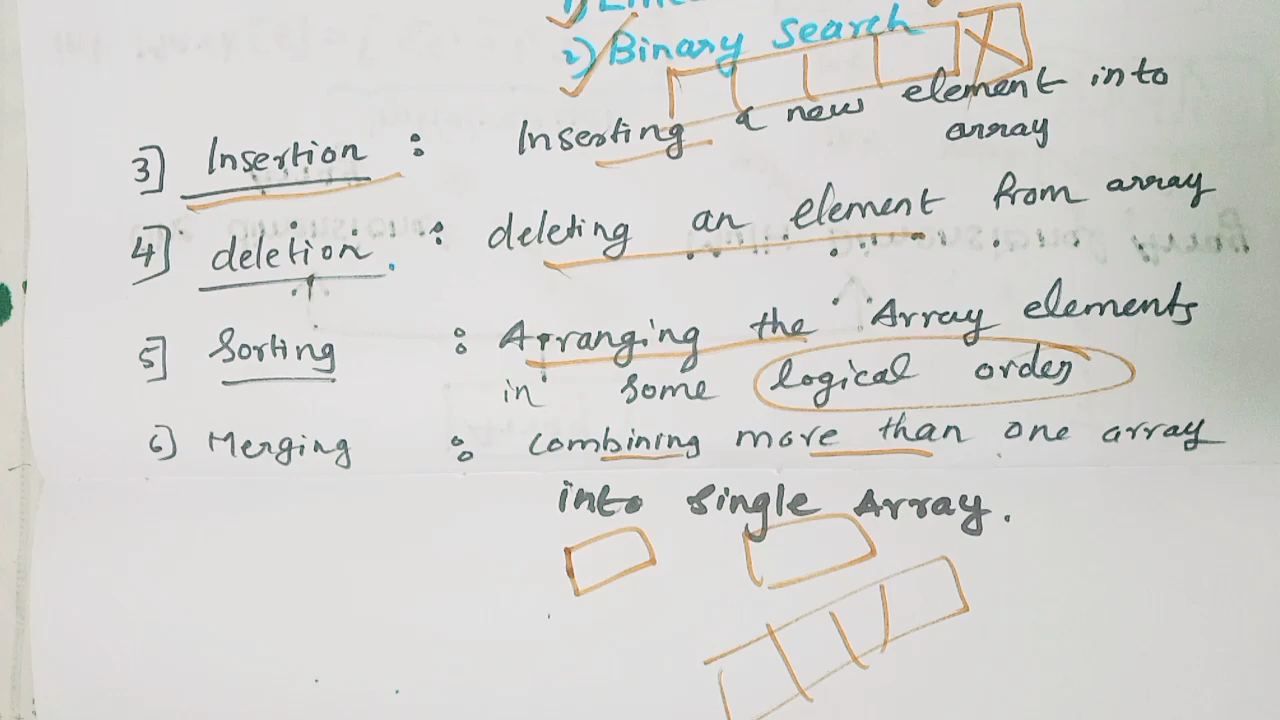 1)
2) Binary Search
3] Insertion : Inserting a new element into
array
4] deletion. : deleting an element from array
5] Sorting : Arranging the Array elements
in some logical order
6) Merging : combining more than one array
into single Array.